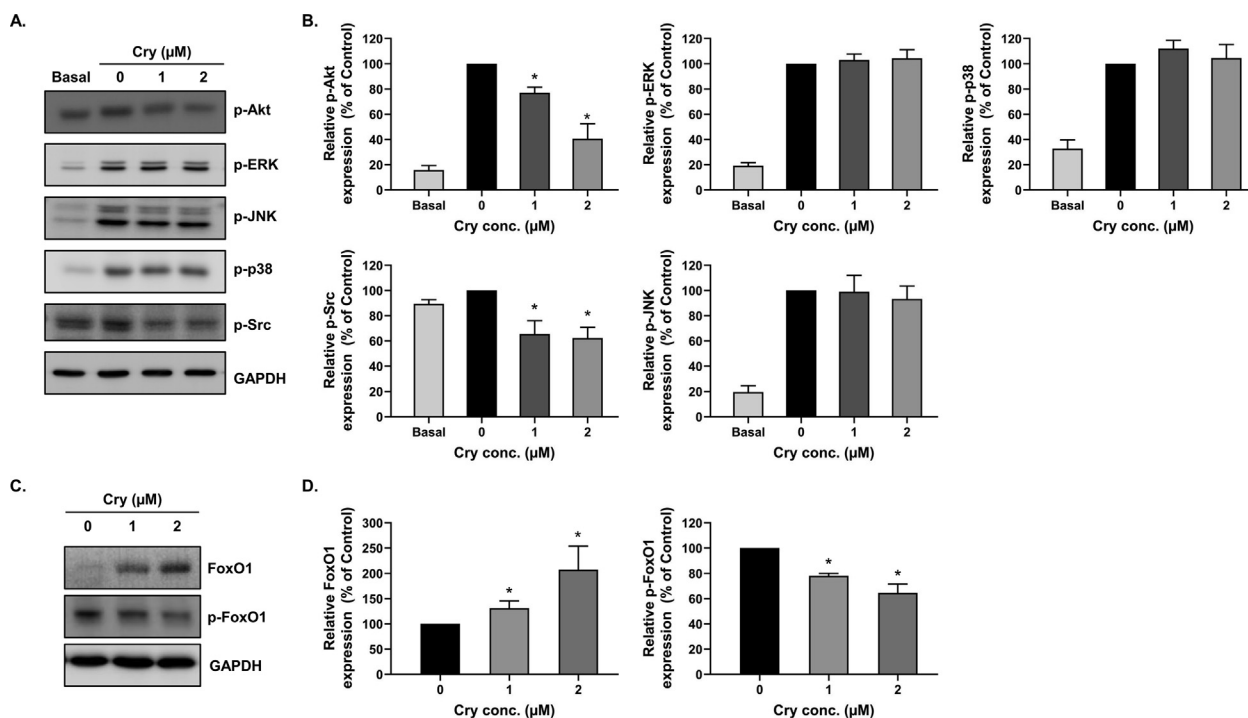 A.
Cry (µM)
Basal 0 1 2
p-Akt
p-ERK
p-JNK
p-p38
p-Src
GAPDH
B.
Relative p-Akt
expression (% of Control)
120
100
80
60
40
20
0
* *
Basal 0 1 2
Cry conc. (µM)
Relative p-ERK
expression (% of Control)
120
100
80
60
40
20
0
Basal 0 1 2
Cry conc. (µM)
Relative p-p38
expression (% of Control)
120
100
80
60
40
20
0
Basal 0 1 2
Cry conc. (µM)
Relative p-Src
expression (% of Control)
120
100
80
60
40
20
0
* *
Basal 0 1 2
Cry conc. (µM)
Relative p-JNK
expression (% of Control)
120
100
80
60
40
20
0
Basal 0 1 2
Cry conc. (µM)
C.
Cry (µM)
0 1 2
FoxO1
p-FoxO1
GAPDH
D.
Relative FoxO1
expression (% of Control)
300
250
200
150
100
50
0
* *
0 1 2
Cry conc. (µM)
Relative p-FoxO1
expression (% of Control)
120
100
80
60
40
20
0
* *
0 1 2
Cry conc. (µM)